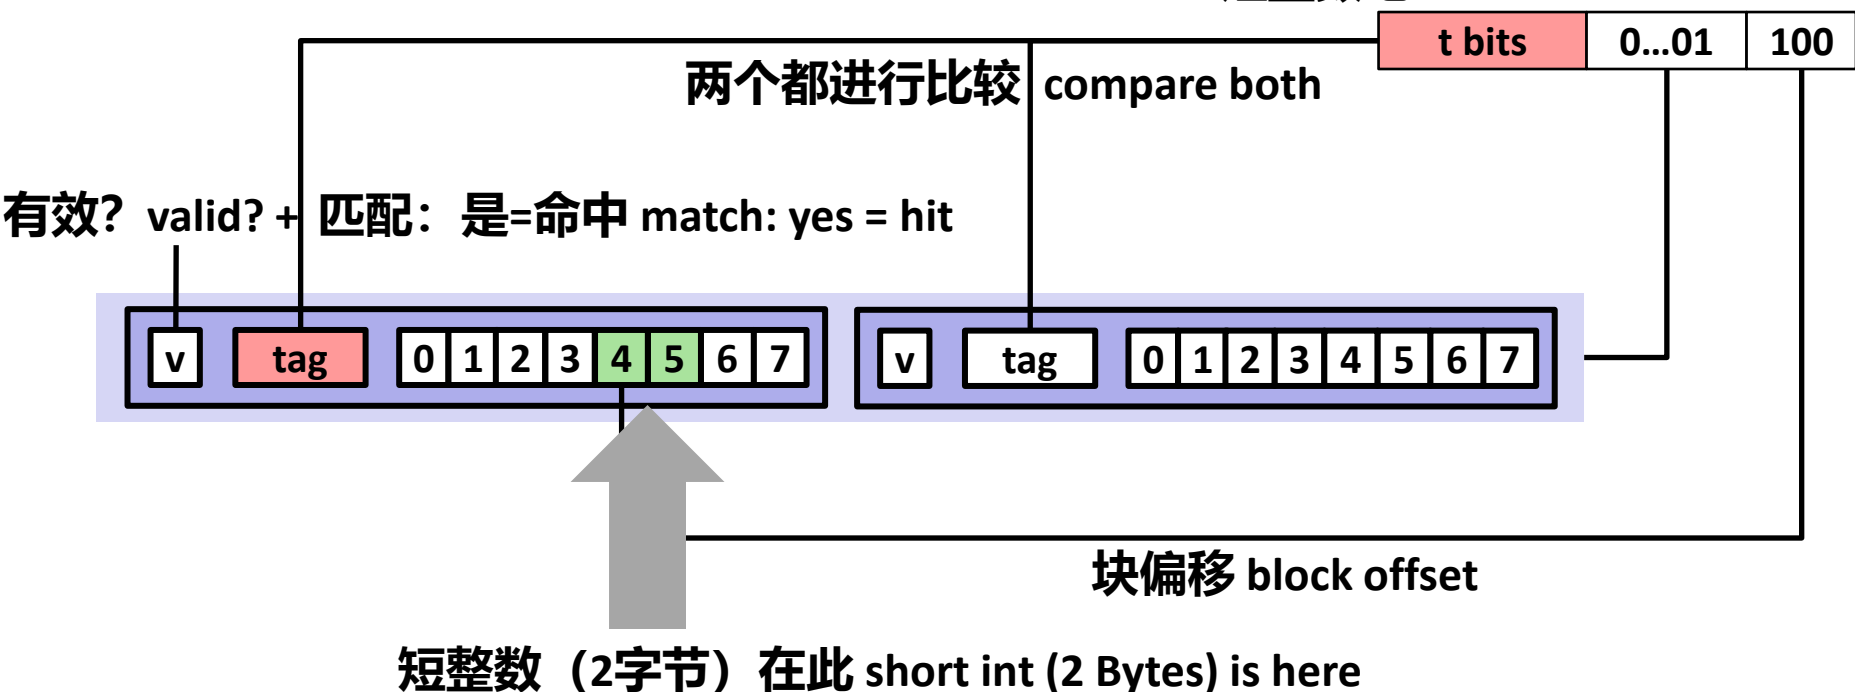 t bits 0...01 100
两个都进行比较 compare both
有效？valid? + 匹配：是=命中 match: yes = hit
v tag 0 1 2 3 4 5 6 7 v tag 0 1 2 3 4 5 6 7
块偏移 block offset
短整数（2字节）在此 short int (2 Bytes) is here